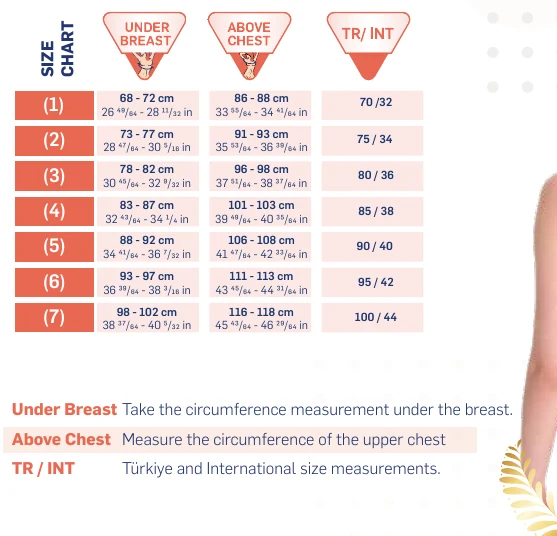 SIZE CHART
UNDER BREAST
ABOVE CHEST
TR/ INT
(1) 68 - 72 cm 86 - 88 cm 70 /32
26 ⁴⁹/₆₄ - 28 ¹¹/₃₂ in 33 ⁵⁵/₆₄ - 34 ⁴¹/₆₄ in
(2) 73 - 77 cm 91 - 93 cm 75 / 34
28 ⁴⁷/₆₄ - 30 ⁵/₁₆ in 35 ⁵³/₆₄ - 36 ³⁹/₆₄ in
(3) 78 - 82 cm 96 - 98 cm 80 / 36
30 ⁴⁵/₆₄ - 32 ⁹/₃₂ in 37 ⁵¹/₆₄ - 38 ³⁷/₆₄ in
(4) 83 - 87 cm 101 - 103 cm 85 / 38
32 ⁴³/₆₄ - 34 ¹/₄ in 39 ⁴⁹/₆₄ - 40 ³⁵/₆₄ in
(5) 88 - 92 cm 106 - 108 cm 90 / 40
34 ⁴¹/₆₄ - 36 ⁷/₃₂ in 41 ⁴⁷/₆₄ - 42 ³³/₆₄ in
(6) 93 - 97 cm 111 - 113 cm 95 / 42
36 ³⁹/₆₄ - 38 ³/₁₆ in 43 ⁴⁵/₆₄ - 44 ³¹/₆₄ in
(7) 98 - 102 cm 116 - 118 cm 100 / 44
38 ³⁷/₆₄ - 40 ⁵/₃₂ in 45 ⁴³/₆₄ - 46 ²⁹/₆₄ in
Under Breast Take the circumference measurement under the breast.
Above Chest Measure the circumference of the upper chest
TR / INT Türkiye and International size measurements.